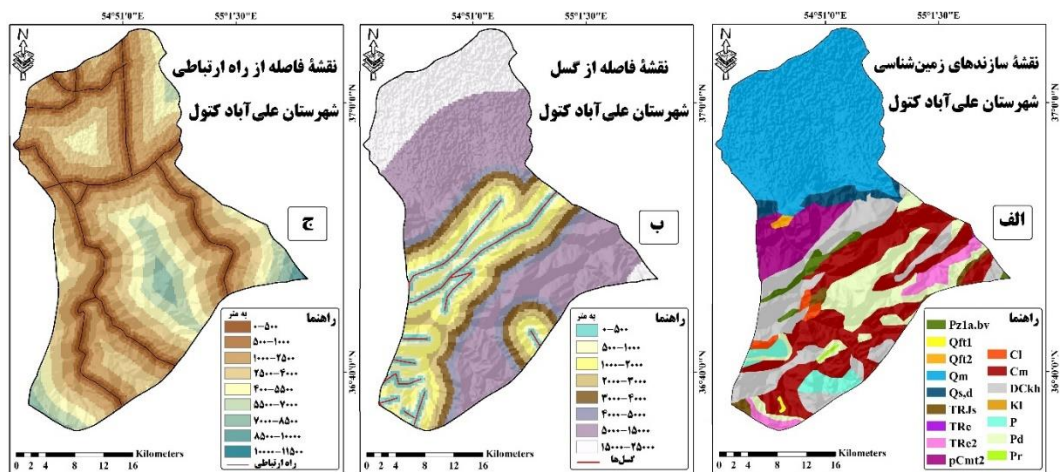 54°51'0"E
55°1'30"E
37°0'0"N
36°40'0"N
N
نقشۀ سازندهای زمین‌شناسی
شهرستان علی‌آباد کتول
الف
راهنما
Pz1a.bv
Qft1
Qft2
Qm
Qs,d
TRJs
TRe
TRe2
pCmt2
Cl
Cm
DCkh
Kl
P
Pd
Pr
0 2 4 8 12 16
Kilometers
54°51'0"E
55°1'30"E
N
نقشۀ فاصله از گسل
شهرستان علی‌آباد کتول
ب
راهنما
به متر
۰-۵۰۰
۵۰۰-۱۰۰۰
۱۰۰۰-۲۰۰۰
۲۰۰۰-۳۰۰۰
۳۰۰۰-۴۰۰۰
۴۰۰۰-۵۰۰۰
۵۰۰۰-۱۵۰۰۰
۱۵۰۰۰-۲۵۰۰۰
گسل‌ها
0 2 4 8 12 16
Kilometers
54°51'0"E
55°1'30"E
N
نقشۀ فاصله از راه ارتباطی
شهرستان علی‌آباد کتول
ج
راهنما
به متر
۰-۵۰۰
۵۰۰-۱۰۰۰
۱۰۰۰-۲۵۰۰
۲۵۰۰-۴۰۰۰
۴۰۰-۵۵۰۰
۵۵۰۰-۷۰۰۰
۷۰۰۰-۸۵۰۰
۸۵۰۰-۱۰۰۰۰
۱۰۰۰۰-۱۱۵۰۰
راه ارتباطی
0 2 4 8 12 16
Kilometers